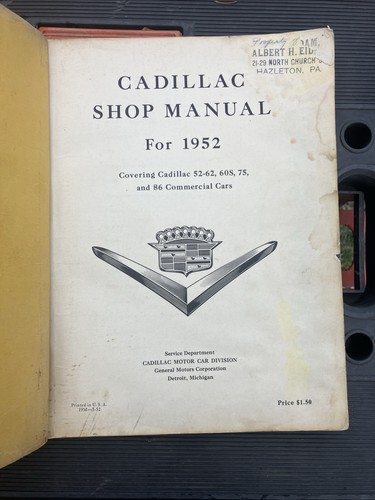 Property
ALBERT H.
21-29 NORTH CHURCH
HAZLETON, PA.
CADILLAC
SHOP MANUAL
For 1952
Covering Cadillac 52-62, 60S, 75,
and 86 Commercial Cars
Service Department
CADILLAC MOTOR CAR DIVISION
General Motors Corporation
Detroit, Michigan
Printed in U. S. A.
Price $1.50